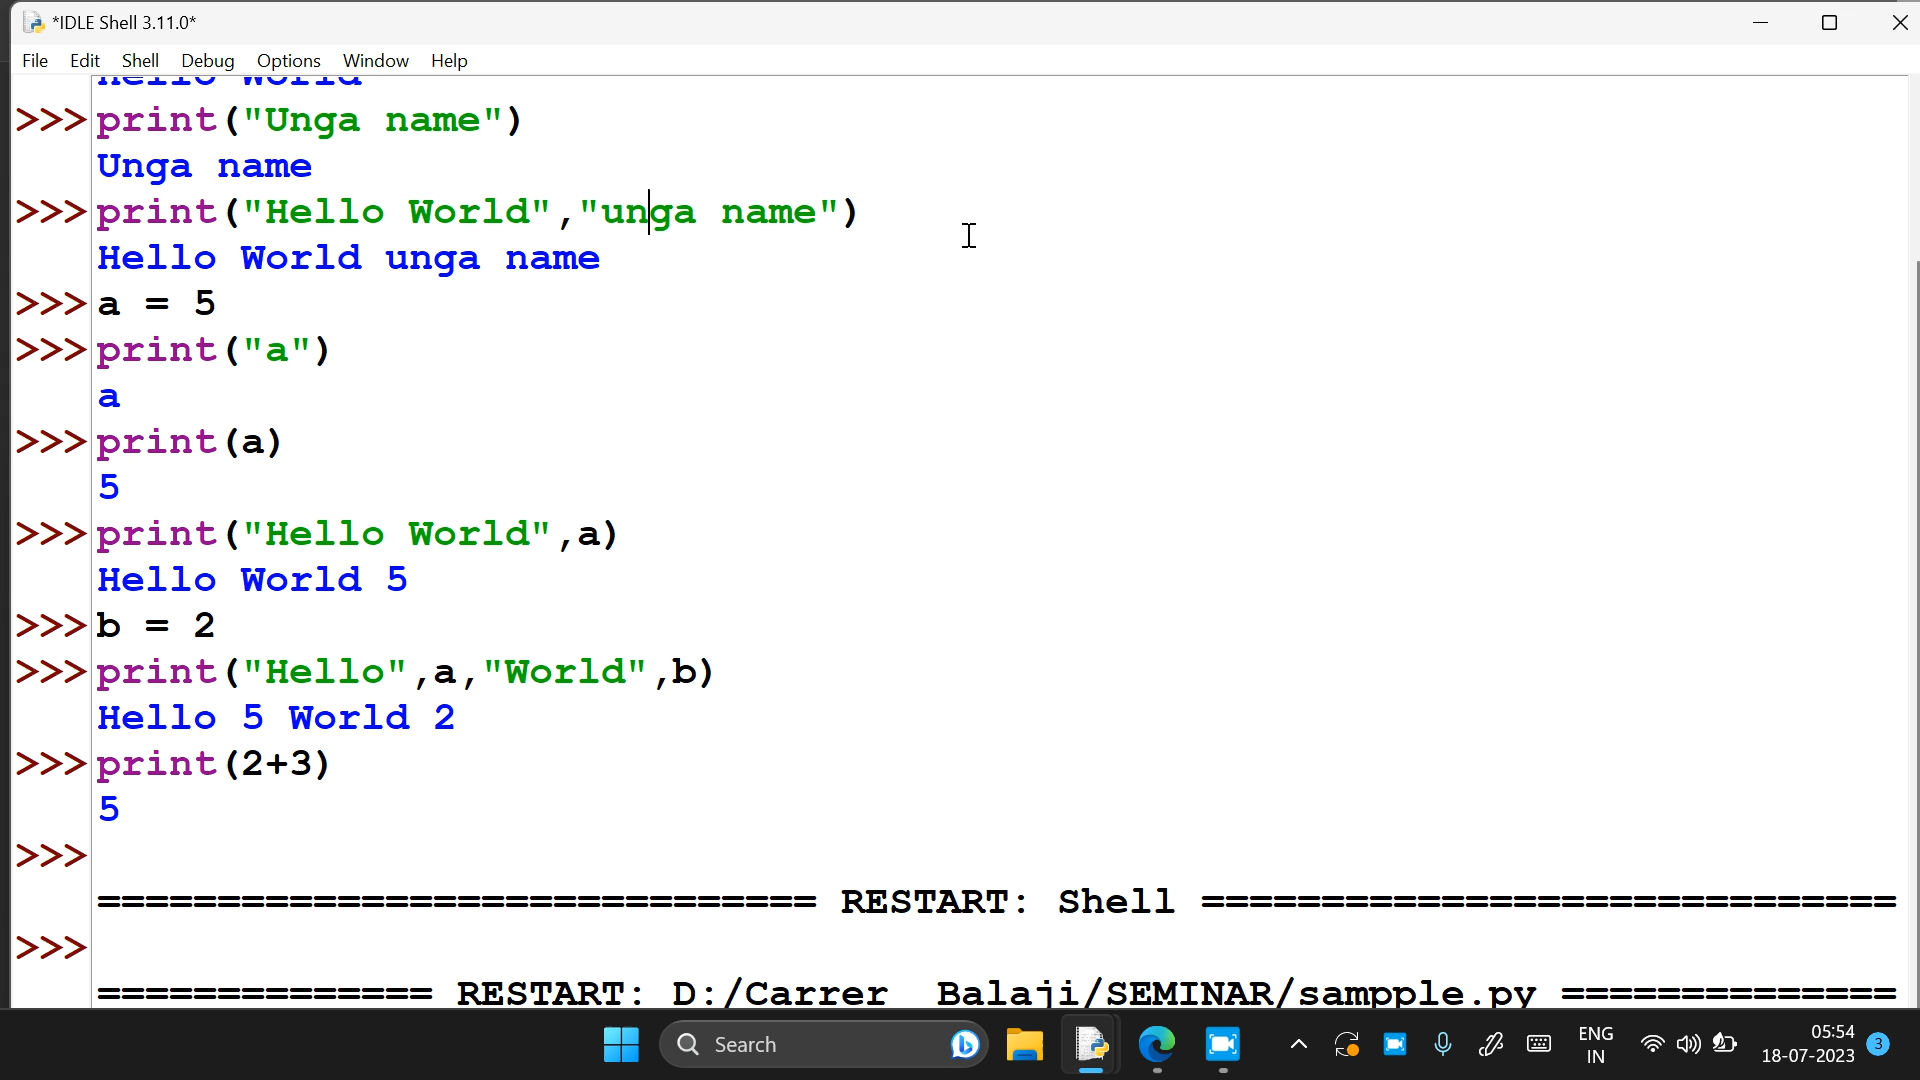 *IDLE Shell 3.11.0*
File Edit Shell Debug Options Window Help
Hello World
>>> print("Unga name")
Unga name
>>> print("Hello World","unga name")
Hello World unga name
>>> a = 5
>>> print("a")
a
>>> print(a)
5
>>> print("Hello World",a)
Hello World 5
>>> b = 2
>>> print("Hello",a,"World",b)
Hello 5 World 2
>>> print(2+3)
5
>>>
============================== RESTART: Shell =============================
>>>
============== RESTART: D:/Carrer  Balaji/SEMINAR/sampple.py ==============
Search
ENG
IN
05:54
18-07-2023
3